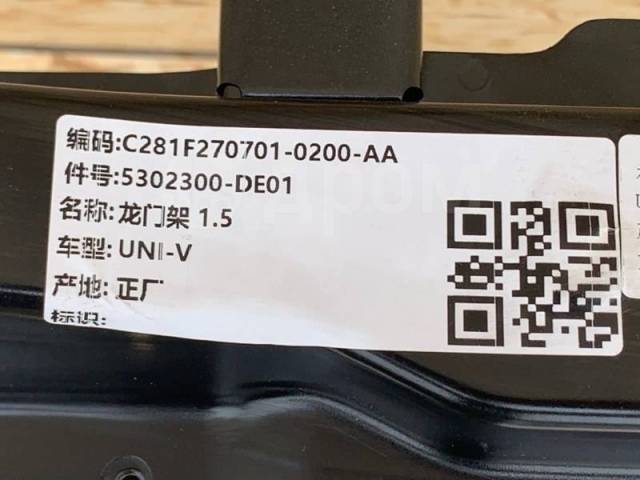 编码:C281F270701-0200-AA
件号:5302300-DE01
名称: 龙门架 1.5
车型: UNI-V
产地: 正厂
标识: